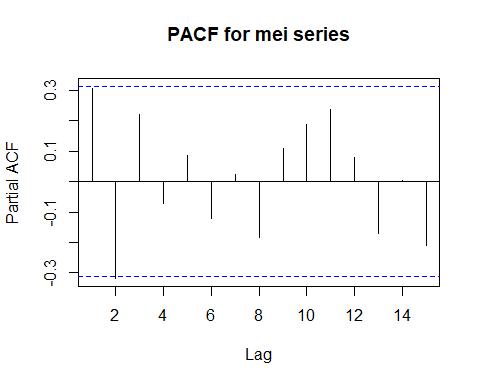 PACF for mei series
Partial ACF
0.3
0.1
-0.1
-0.3
2 4 6 8 10 12 14
Lag